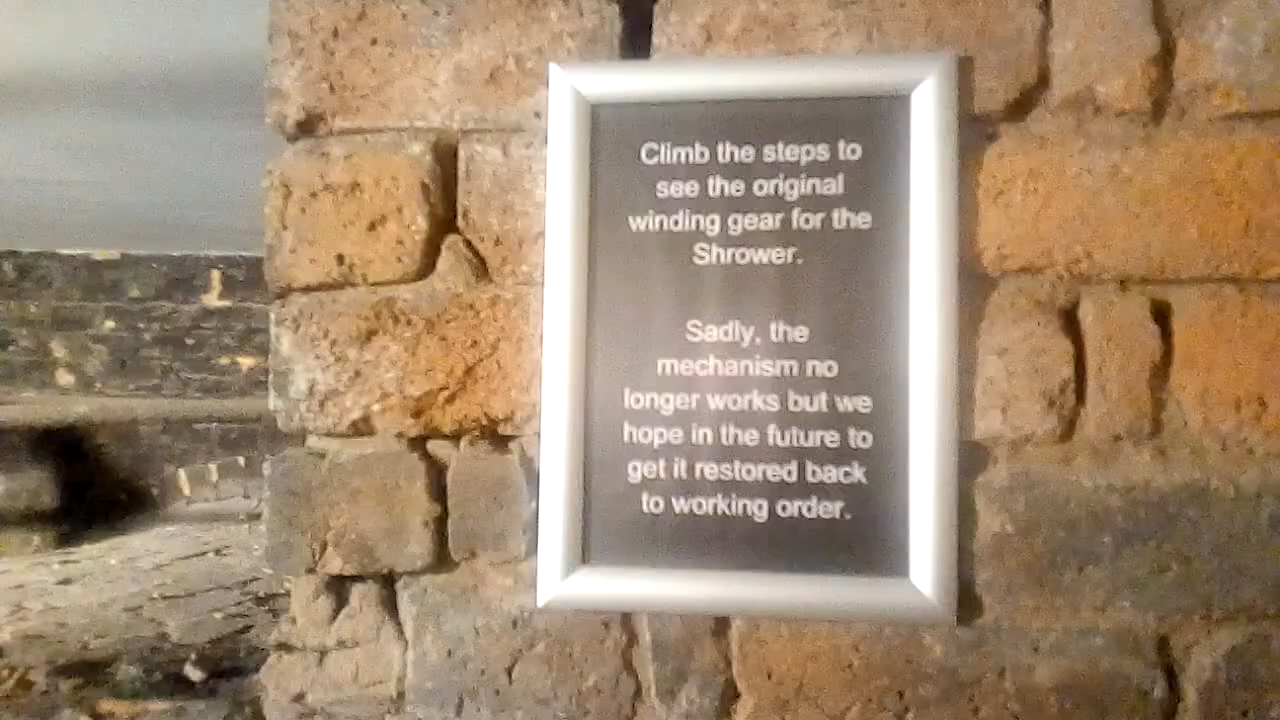 Climb the steps to
see the original
winding gear for the
Shrower.
Sadly, the
mechanism no
longer works but we
hope in the future to
get it restored back
to working order.